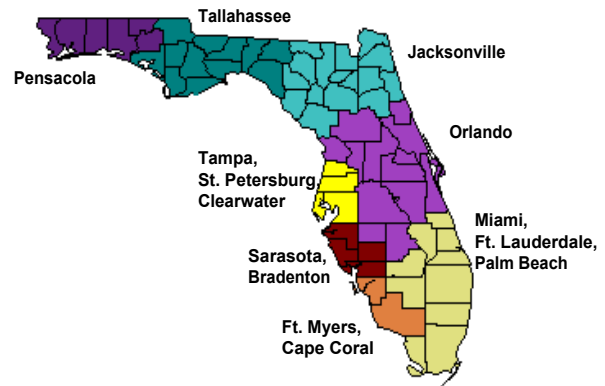 Tallahassee
Jacksonville
Pensacola
Orlando
Tampa,
St. Petersburg
Clearwater
Miami,
Ft. Lauderdale,
Palm Beach
Sarasota,
Bradenton
Ft. Myers,
Cape Coral